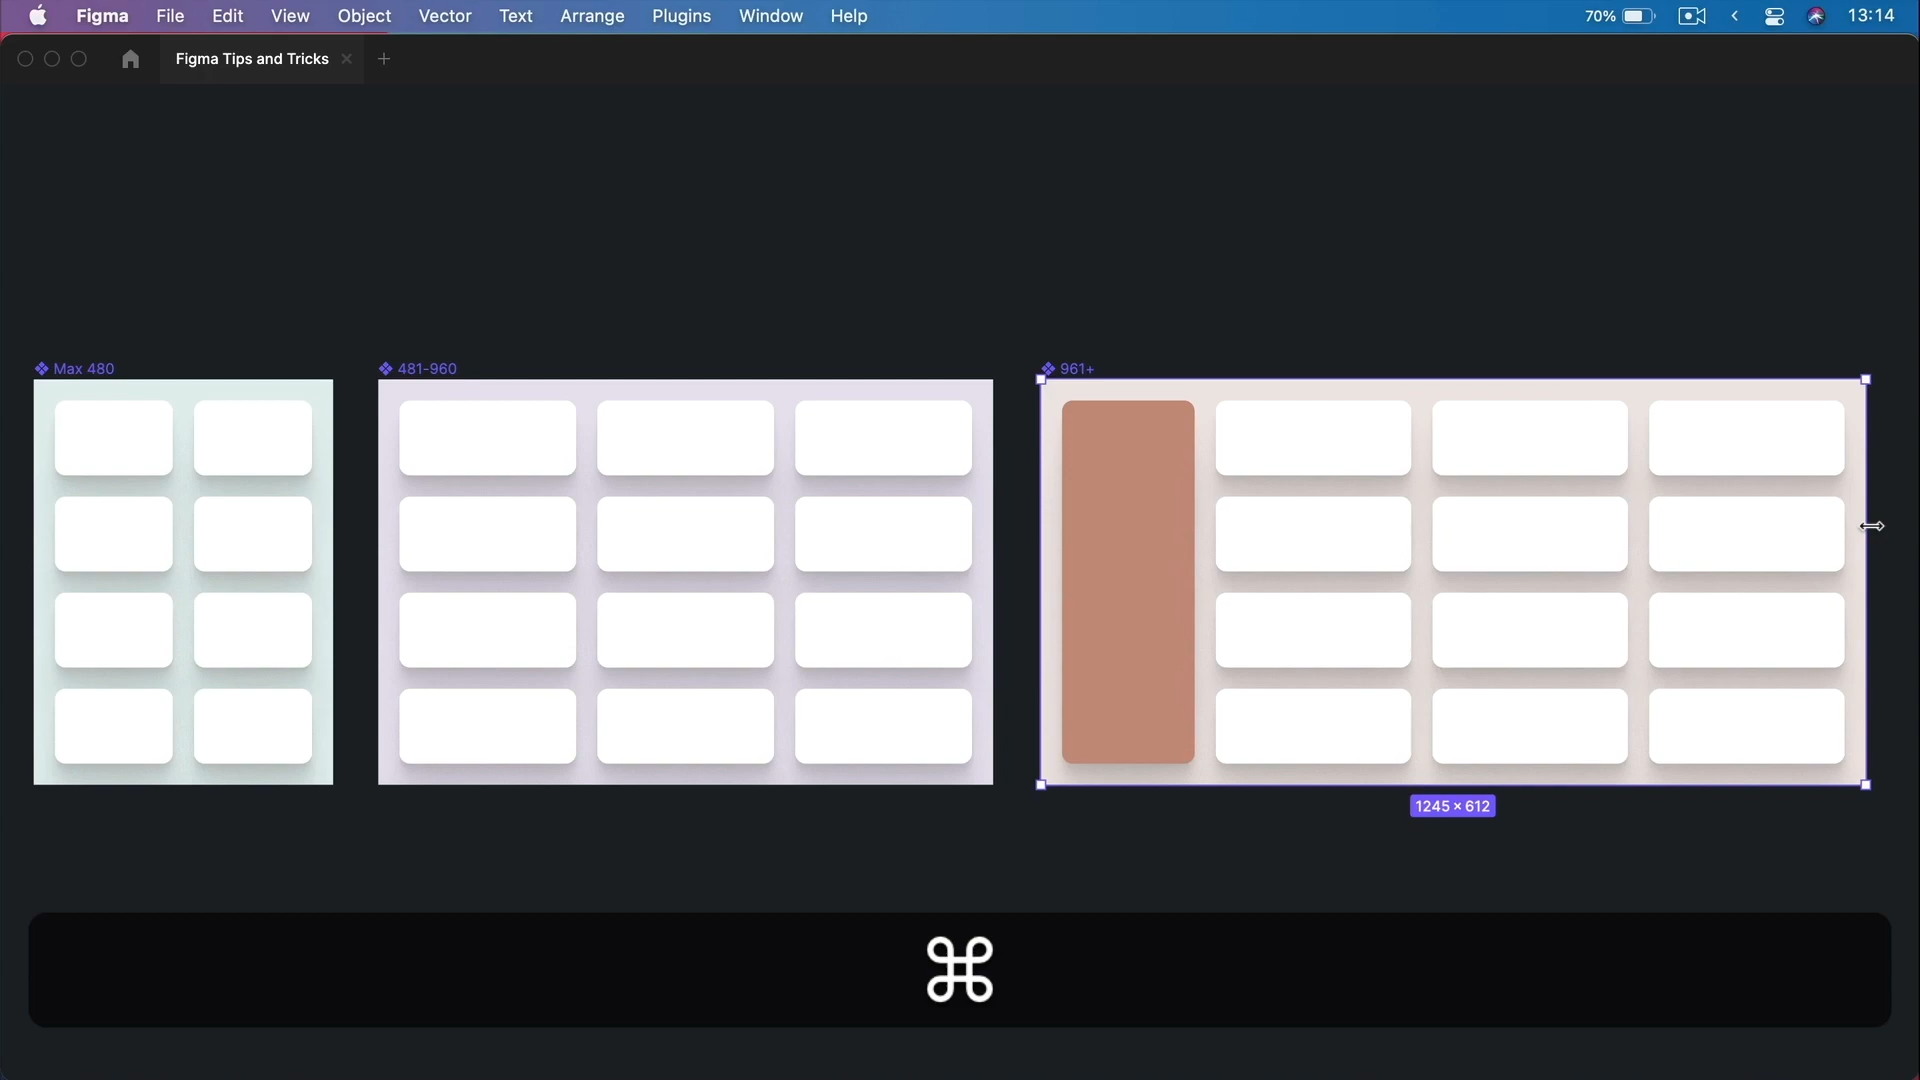 Figma File Edit View Object Vector Text Arrange Plugins Window Help 70% 13:14
Figma Tips and Tricks
Max 480
481-960
961+
1245 × 612
⌘